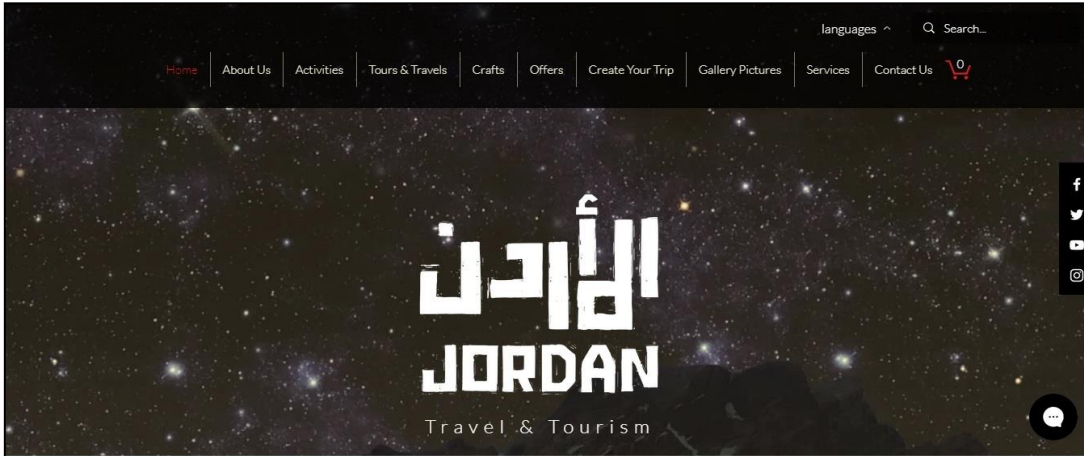 languages
Search...
Home
About Us
Activities
Tours & Travels
Crafts
Offers
Create Your Trip
Gallery Pictures
Services
Contact Us
0
الأردن
JORDAN
Travel & Tourism